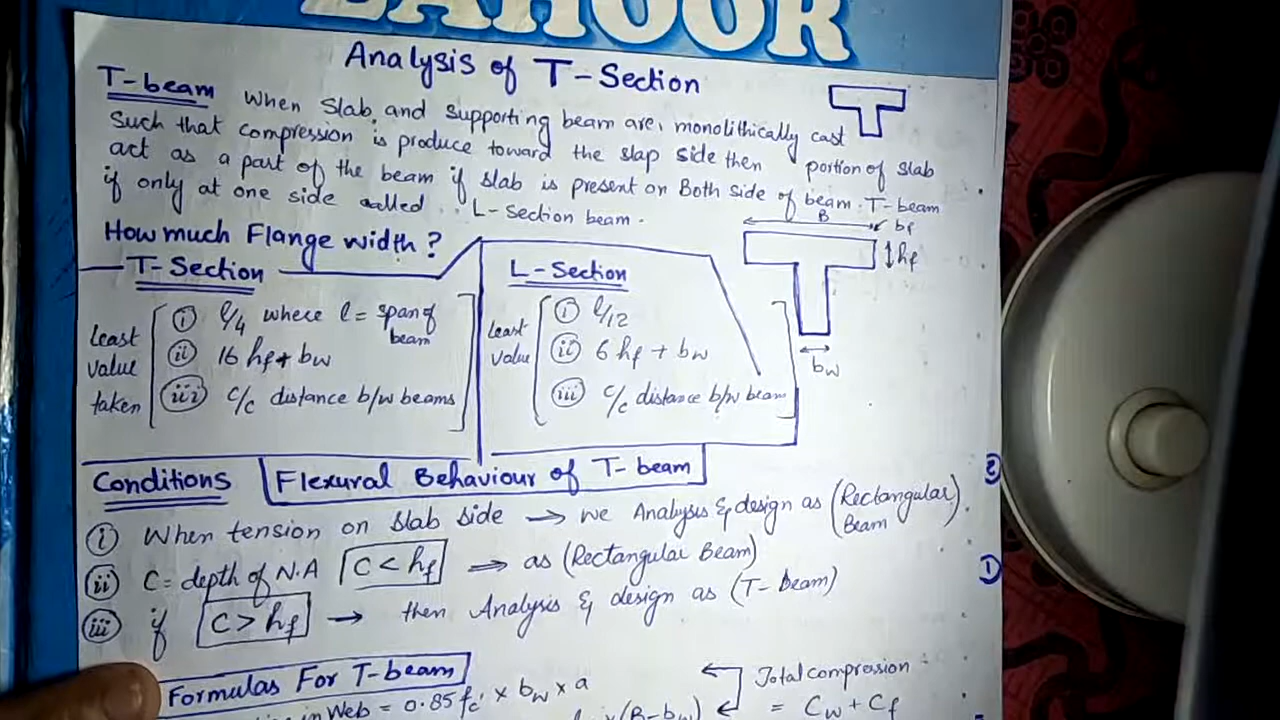 ZAHOOR
Analysis of T-Section
T-beam When slab and supporting beam are monolithically cast
Such that compression is produce toward the slap side then portion of slab
act as a part of the beam if slab is present on Both side of beam. T-beam
if only at one side called .. L-Section beam.
B
bf
hf
bw
How much Flange width?
T-Section
Least value taken
(i) l/4 where l = span of beam
(ii) 16 hf + bw
(iii) c/c distance b/w beams
L-Section
Least value
(i) l/12
(ii) 6 hf + bw
(iii) c/c distance b/w beam
Conditions Flexural Behaviour of T-beam
(i) When tension on slab side → we Analysis & design as (Rectangular Beam).
(ii) C = depth of N.A C < hf ⇒ as (Rectangular Beam)
(iii) if C > hf → then Analysis & design as (T-beam)
②
①
Formulas For T-beam
in Web = 0.85 fc' × bw × a
× (B-bw)
Total compression
= Cw + Cf